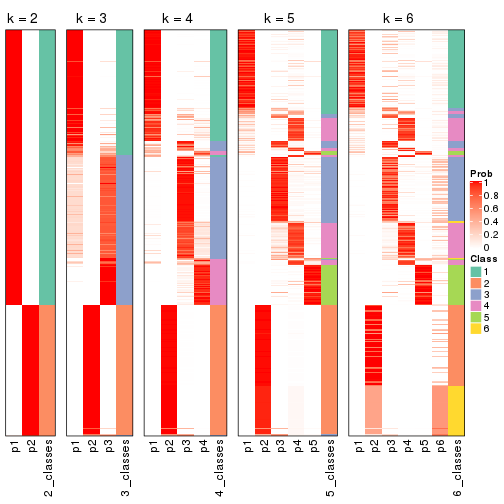 k = 2
k = 3
k = 4
k = 5
k = 6
Prob
1
0.8
0.6
0.4
0.2
0
Class
1
2
3
4
5
6
p1
p2
2_classes
p1
p2
p3
3_classes
p1
p2
p3
p4
4_classes
p1
p2
p3
p4
p5
5_classes
p1
p2
p3
p4
p5
p6
6_classes